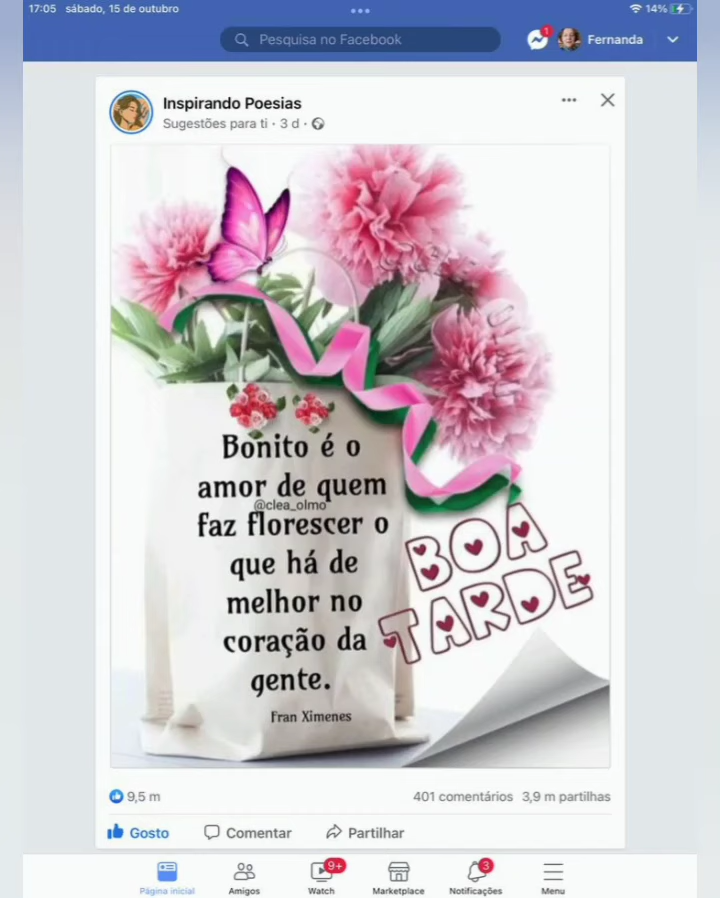 17:05 sábado, 15 de outubro
14%
Pesquisa no Facebook
1
Fernanda
Inspirando Poesias
Sugestões para ti · 3 d ·
Bonito é o
amor de quem
@clea_olmo
faz florescer o
que há de
melhor no
coração da
gente.
Fran Ximenes
BOA
TARDE
9,5 m
401 comentários 3,9 m partilhas
Gosto
Comentar
Partilhar
9+
3
Página inicial
Amigos
Watch
Marketplace
Notificações
Menu